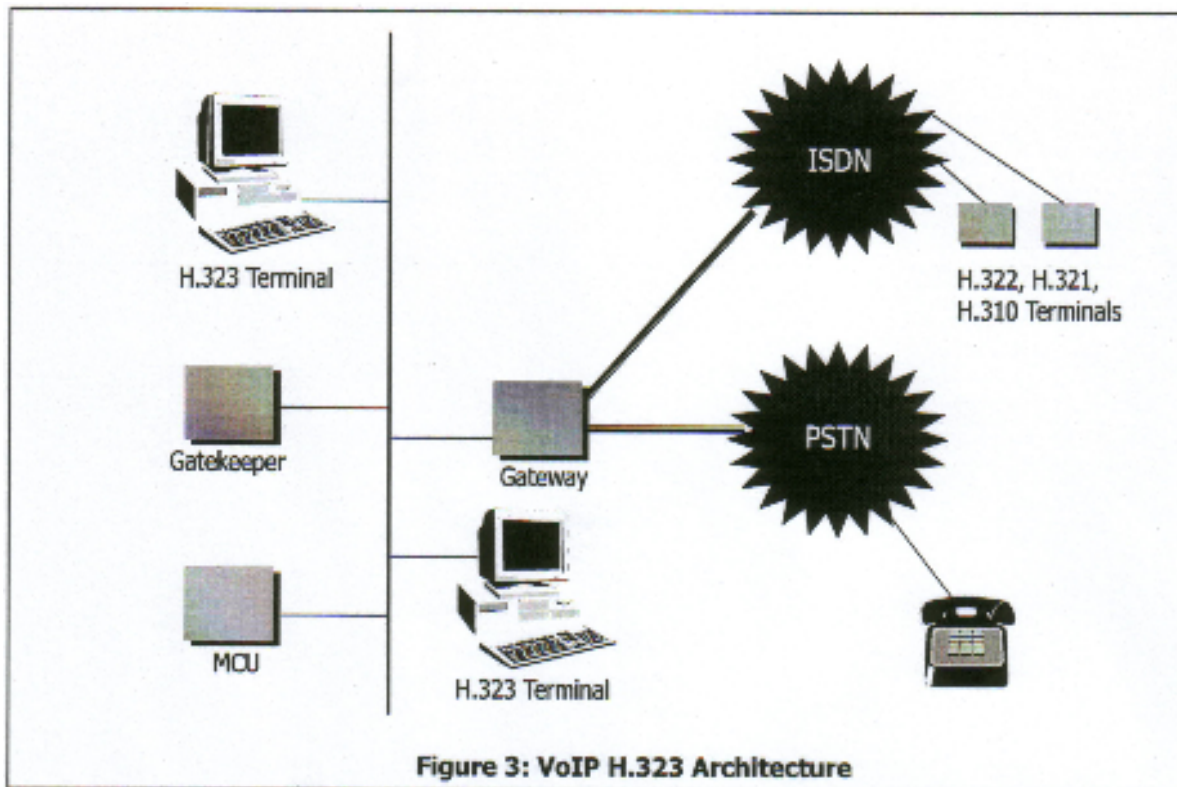 ISDN
H.323 Terminal
H.322, H.321,
H.310 Terminals
Gatekeeper
Gateway
PSTN
MCU
H.323 Terminal
Figure 3: VoIP H.323 Architecture